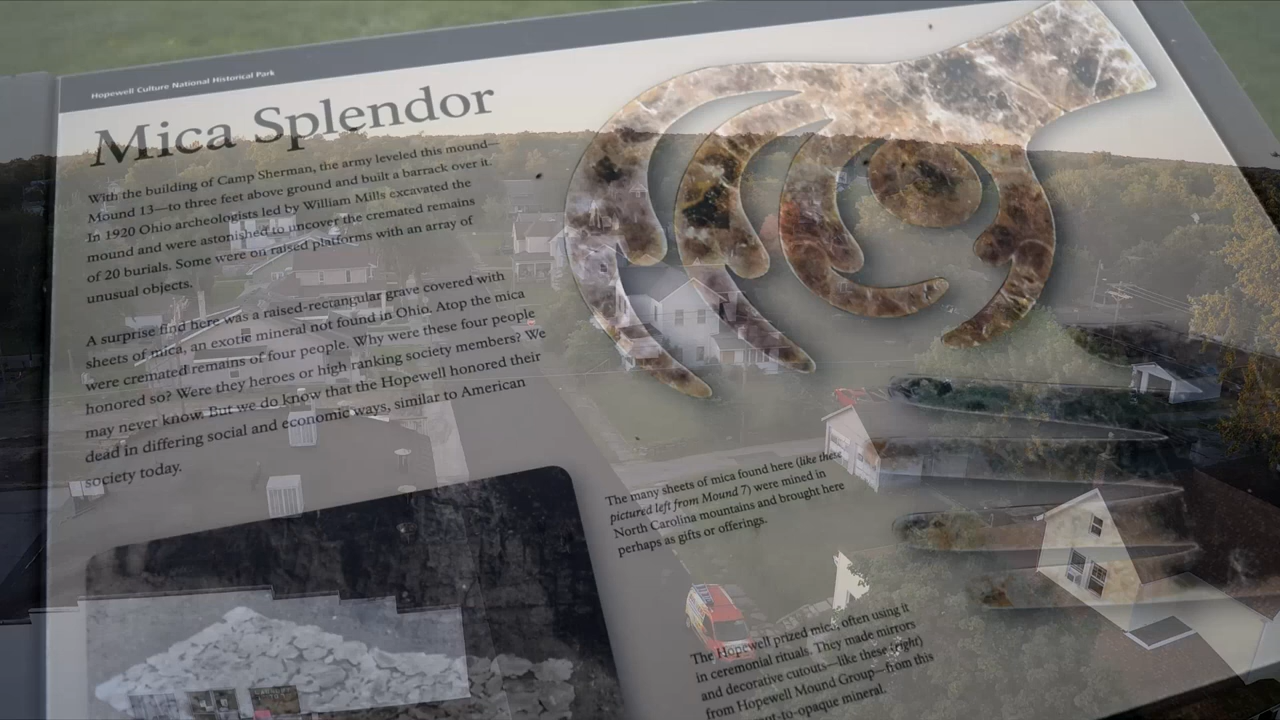 Hopewell Culture National Historical Park
Mica Splendor
With the building of Camp Sherman, the army leveled this mound—
Mound 13—to three feet above ground and built a barrack over it.
In 1920 Ohio archeologists led by William Mills excavated the
mound and were astonished to uncover the cremated remains
of 20 burials. Some were on raised platforms with an array of
unusual objects.
A surprise find here was a raised-rectangular grave covered with
sheets of mica, an exotic mineral not found in Ohio. Atop the mica
were cremated remains of four people. Why were these four people
honored so? Were they heroes or high ranking society members? We
may never know. But we do know that the Hopewell honored their
dead in differing social and economic ways, similar to American
society today.
The many sheets of mica found here (like these
pictured left from Mound 7) were mined in
North Carolina mountains and brought here
perhaps as gifts or offerings.
The Hopewell prized mica, often using it
in ceremonial rituals. They made mirrors
and decorative cutouts—like these (right)
from Hopewell Mound Group—from this
-to-opaque mineral.